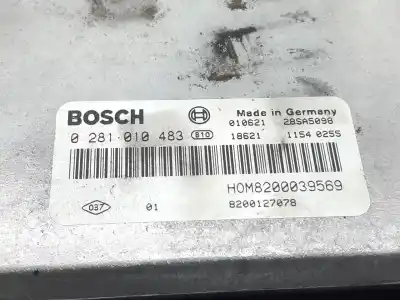 BOSCH Made in Germany
010621 28SA5098
0 281 010 483 810 18621 1154 0255
HOM8200039569
037 01 8200127078